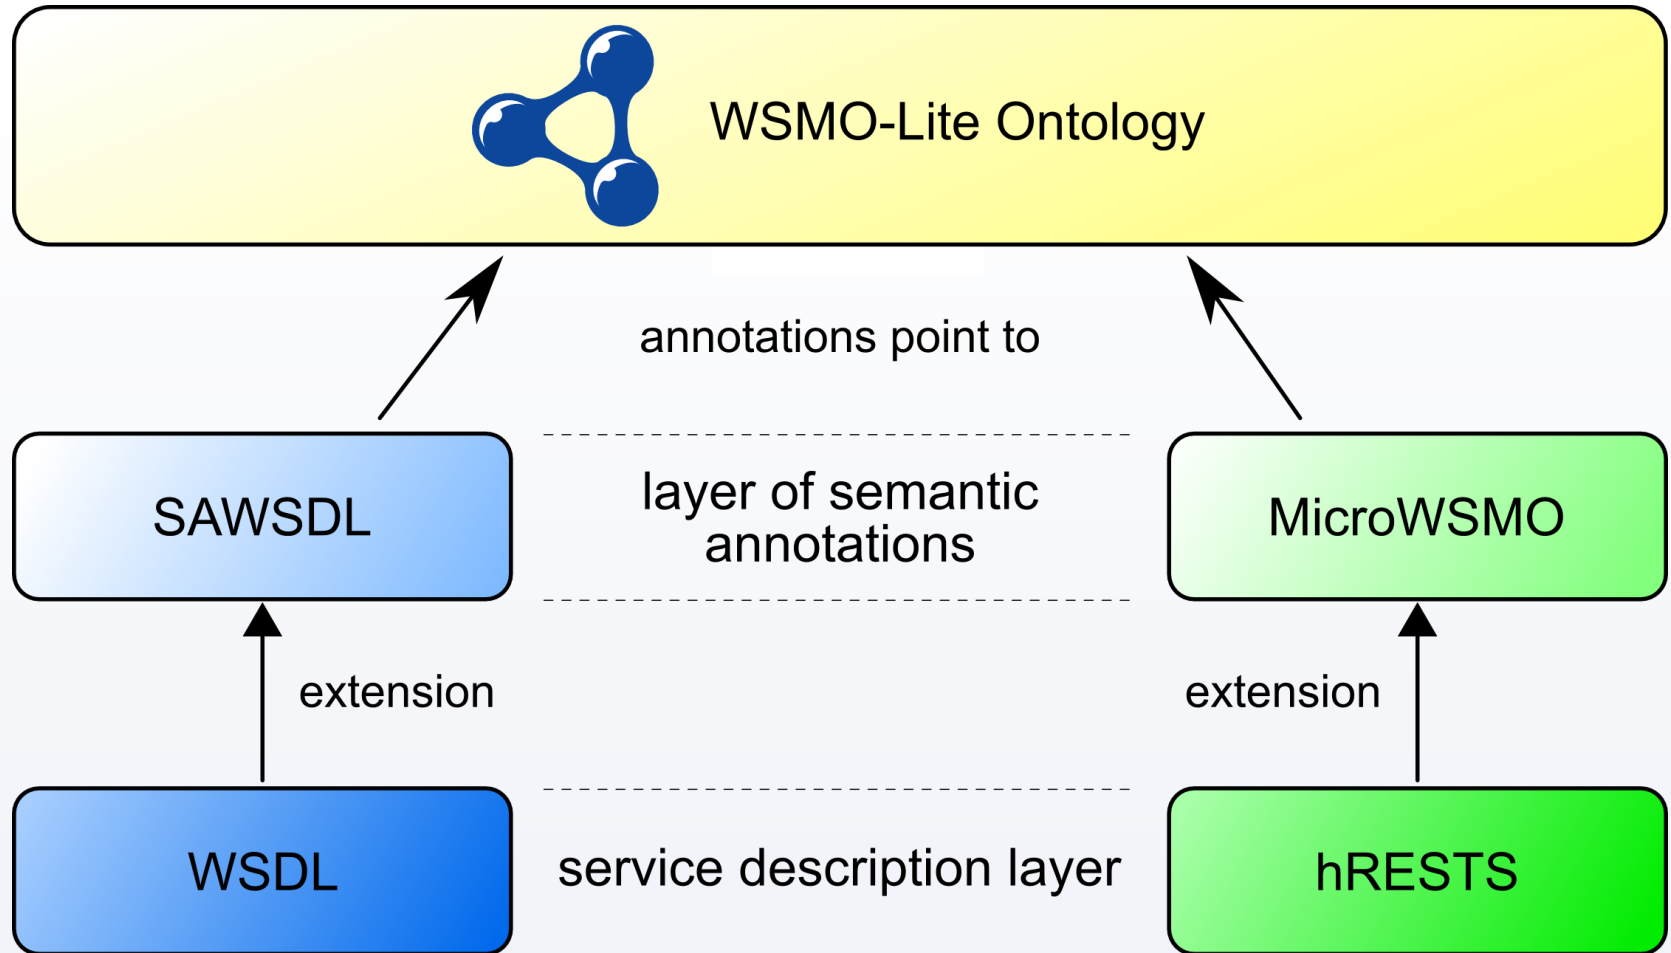 WSMO-Lite Ontology
annotations point to
SAWSDL
layer of semantic
annotations
MicroWSMO
extension
extension
WSDL
service description layer
hRESTS